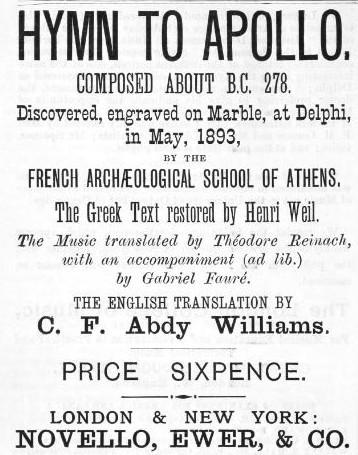 HYMN TO APOLLO,
COMPOSED ABOUT B.C. 278.
Discovered, engraved on Marble, at Delphi,
in May, 1893,
BY THE
FRENCH ARCHÆOLOGICAL SCHOOL OF ATHENS.
The Greek Text restored by Henri Weil.
The Music translated by Théodore Reinach,
with an accompaniment (ad lib.)
by Gabriel Fauré.
THE ENGLISH TRANSLATION BY
C. F. Abdy Williams.
PRICE SIXPENCE.
LONDON & NEW YORK:
NOVELLO, EWER, & CO.